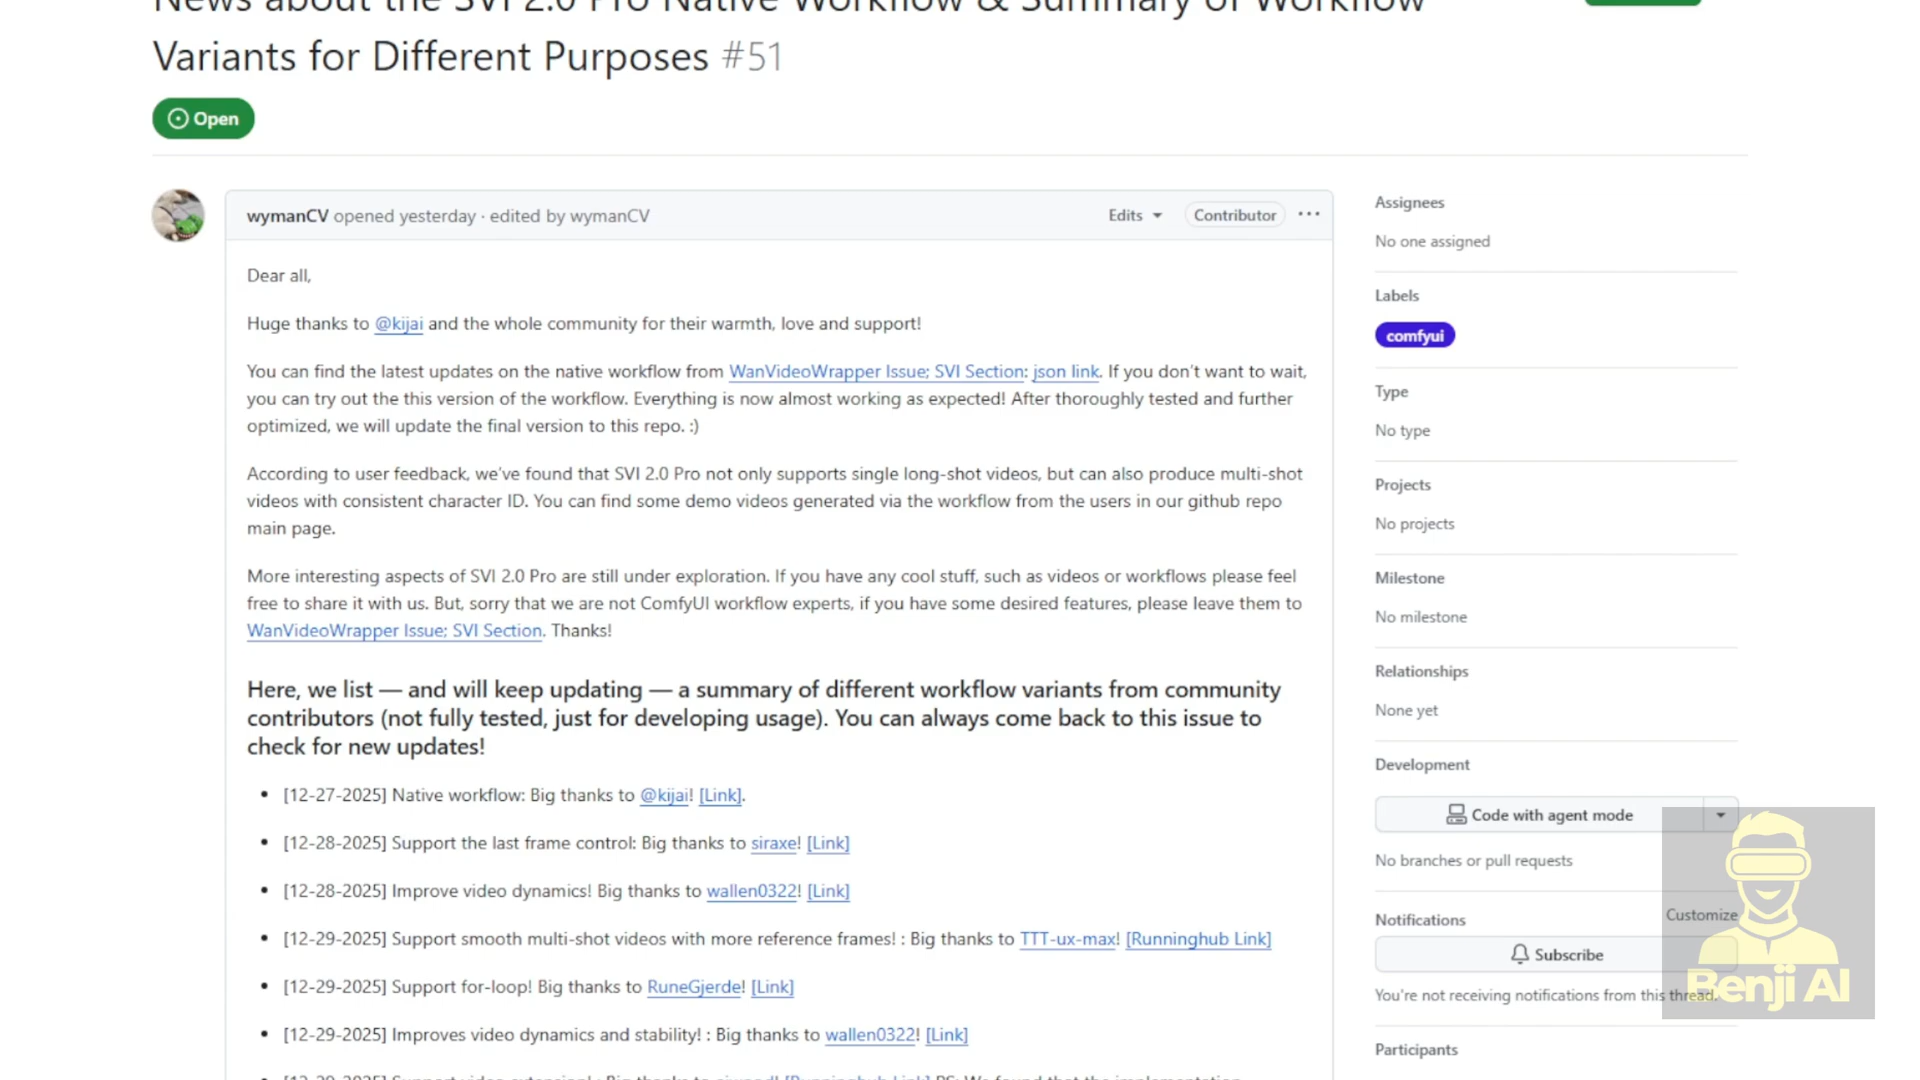 News about the SVI 2.0 Pro Native Workflow & Summary of Workflow
Variants for Different Purposes #51
Open
wymanCV opened yesterday · edited by wymanCV
Edits
Contributor
Dear all,
Huge thanks to @kijai and the whole community for their warmth, love and support!
You can find the latest updates on the native workflow from WanVideoWrapper Issue; SVI Section: json link. If you don't want to wait,
you can try out the this version of the workflow. Everything is now almost working as expected! After thoroughly tested and further
optimized, we will update the final version to this repo. :)
According to user feedback, we've found that SVI 2.0 Pro not only supports single long-shot videos, but can also produce multi-shot
videos with consistent character ID. You can find some demo videos generated via the workflow from the users in our github repo
main page.
More interesting aspects of SVI 2.0 Pro are still under exploration. If you have any cool stuff, such as videos or workflows please feel
free to share it with us. But, sorry that we are not ComfyUI workflow experts, if you have some desired features, please leave them to
WanVideoWrapper Issue; SVI Section. Thanks!
Here, we list — and will keep updating — a summary of different workflow variants from community
contributors (not fully tested, just for developing usage). You can always come back to this issue to
check for new updates!
• [12-27-2025] Native workflow: Big thanks to @kijai! [Link].
• [12-28-2025] Support the last frame control: Big thanks to siraxe! [Link]
• [12-28-2025] Improve video dynamics! Big thanks to wallen0322! [Link]
• [12-29-2025] Support smooth multi-shot videos with more reference frames! : Big thanks to TTT-ux-max! [Runninghub Link]
• [12-29-2025] Support for-loop! Big thanks to RuneGjerde! [Link]
• [12-29-2025] Improves video dynamics and stability! : Big thanks to wallen0322! [Link]
Assignees
No one assigned
Labels
comfyui
Type
No type
Projects
No projects
Milestone
No milestone
Relationships
None yet
Development
Code with agent mode
No branches or pull requests
Notifications
Customize
Subscribe
You're not receiving notifications from this thread.
Participants
Benji AI